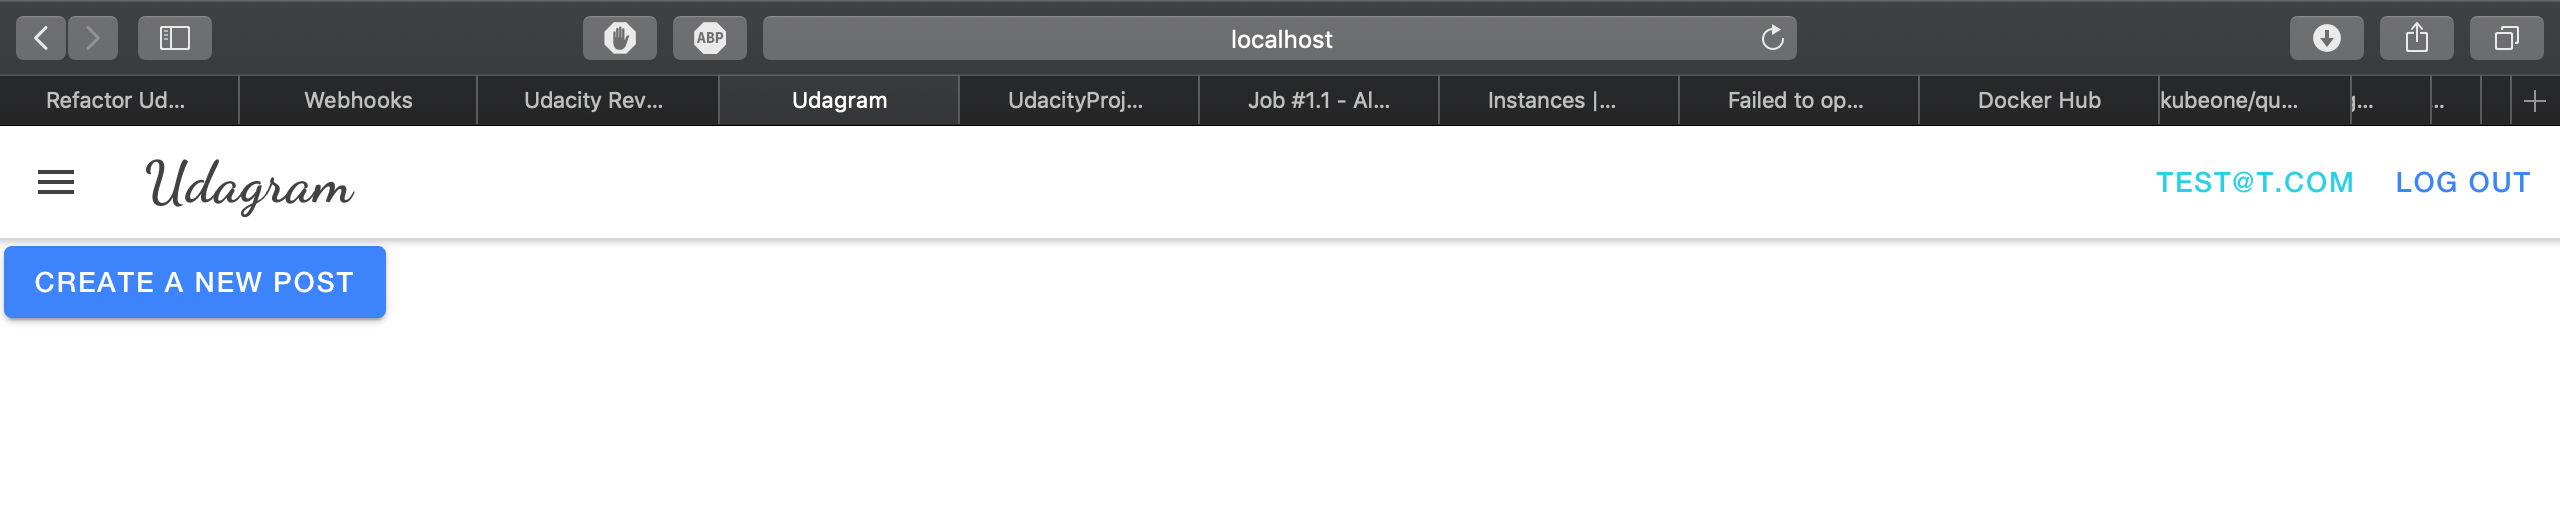 ABP
localhost
Refactor Ud... Webhooks Udacity Rev... Udagram UdacityProj... Job #1.1 - Al... Instances |... Failed to op... Docker Hub kubeone/qu... ... ..
Udagram TEST@T.COM LOG OUT
CREATE A NEW POST